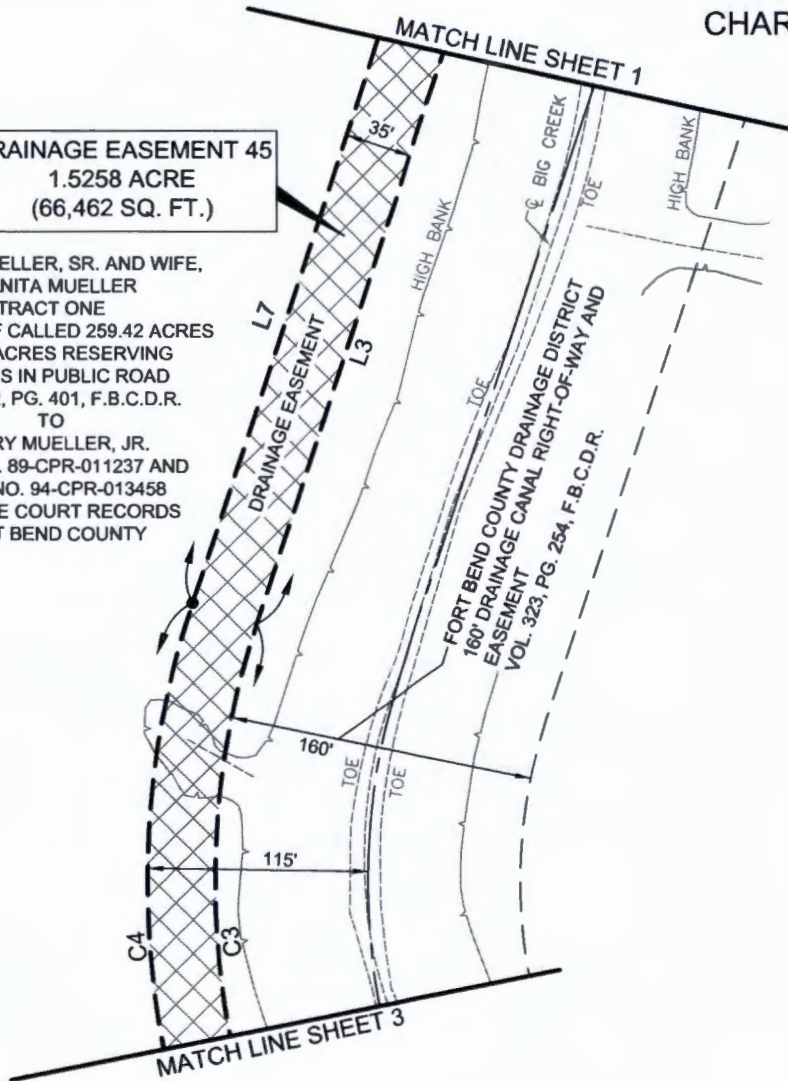 CHAR
MATCH LINE SHEET 1
RAINAGE EASEMENT 45
1.5258 ACRE
(66,462 SQ. FT.)
35'
℄ BIG CREEK
TOE
HIGH BANK
HIGH BANK
ELLER, SR. AND WIFE,
NITA MUELLER
TRACT ONE
F CALLED 259.42 ACRES
ACRES RESERVING
S IN PUBLIC ROAD
, PG. 401, F.B.C.D.R.
TO
RY MUELLER, JR.
. 89-CPR-011237 AND
NO. 94-CPR-013458
E COURT RECORDS
T BEND COUNTY
L7
L3
DRAINAGE EASEMENT
TOE
FORT BEND COUNTY DRAINAGE DISTRICT
160' DRAINAGE CANAL RIGHT-OF-WAY AND
EASEMENT
VOL. 323, PG. 254, F.B.C.D.R.
160'
TOE
TOE
115'
C4
C3
MATCH LINE SHEET 3